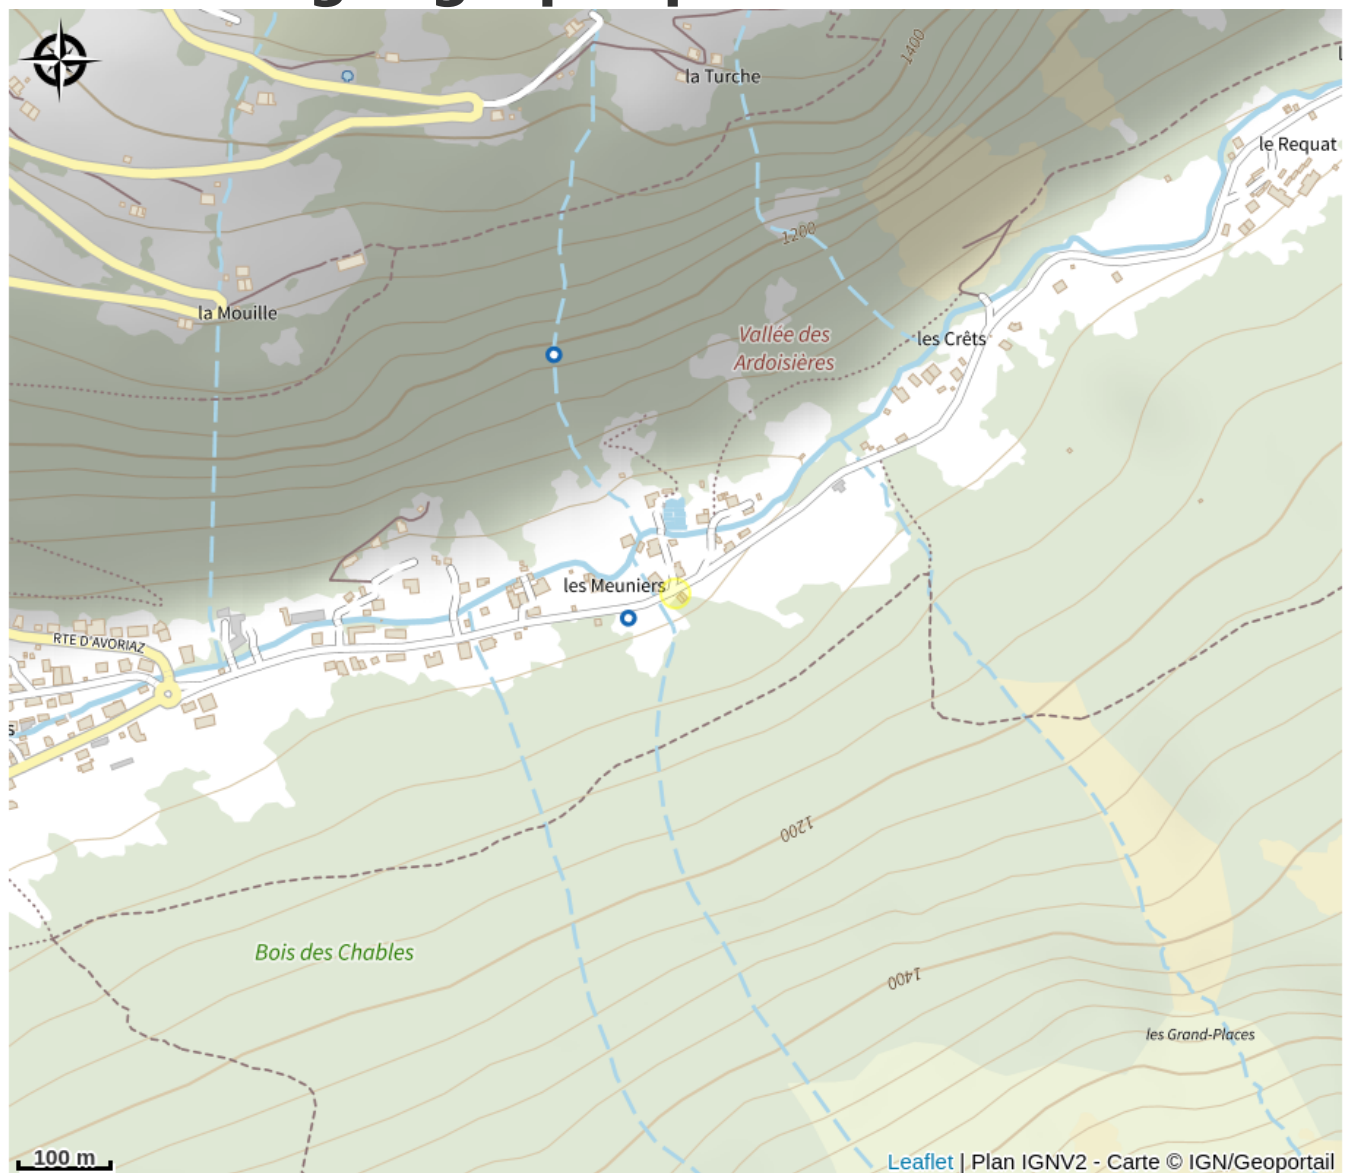 1400
la Turche
le Requat
1200
la Mouille
Vallée des
Ardoisières
les Crêts
les Meuniers
RTE D'AVORIAZ
s
1200
Bois des Chables
1400
les Grand-Places
100 m
Leaflet | Plan IGNV2 - Carte © IGN/Geoportail